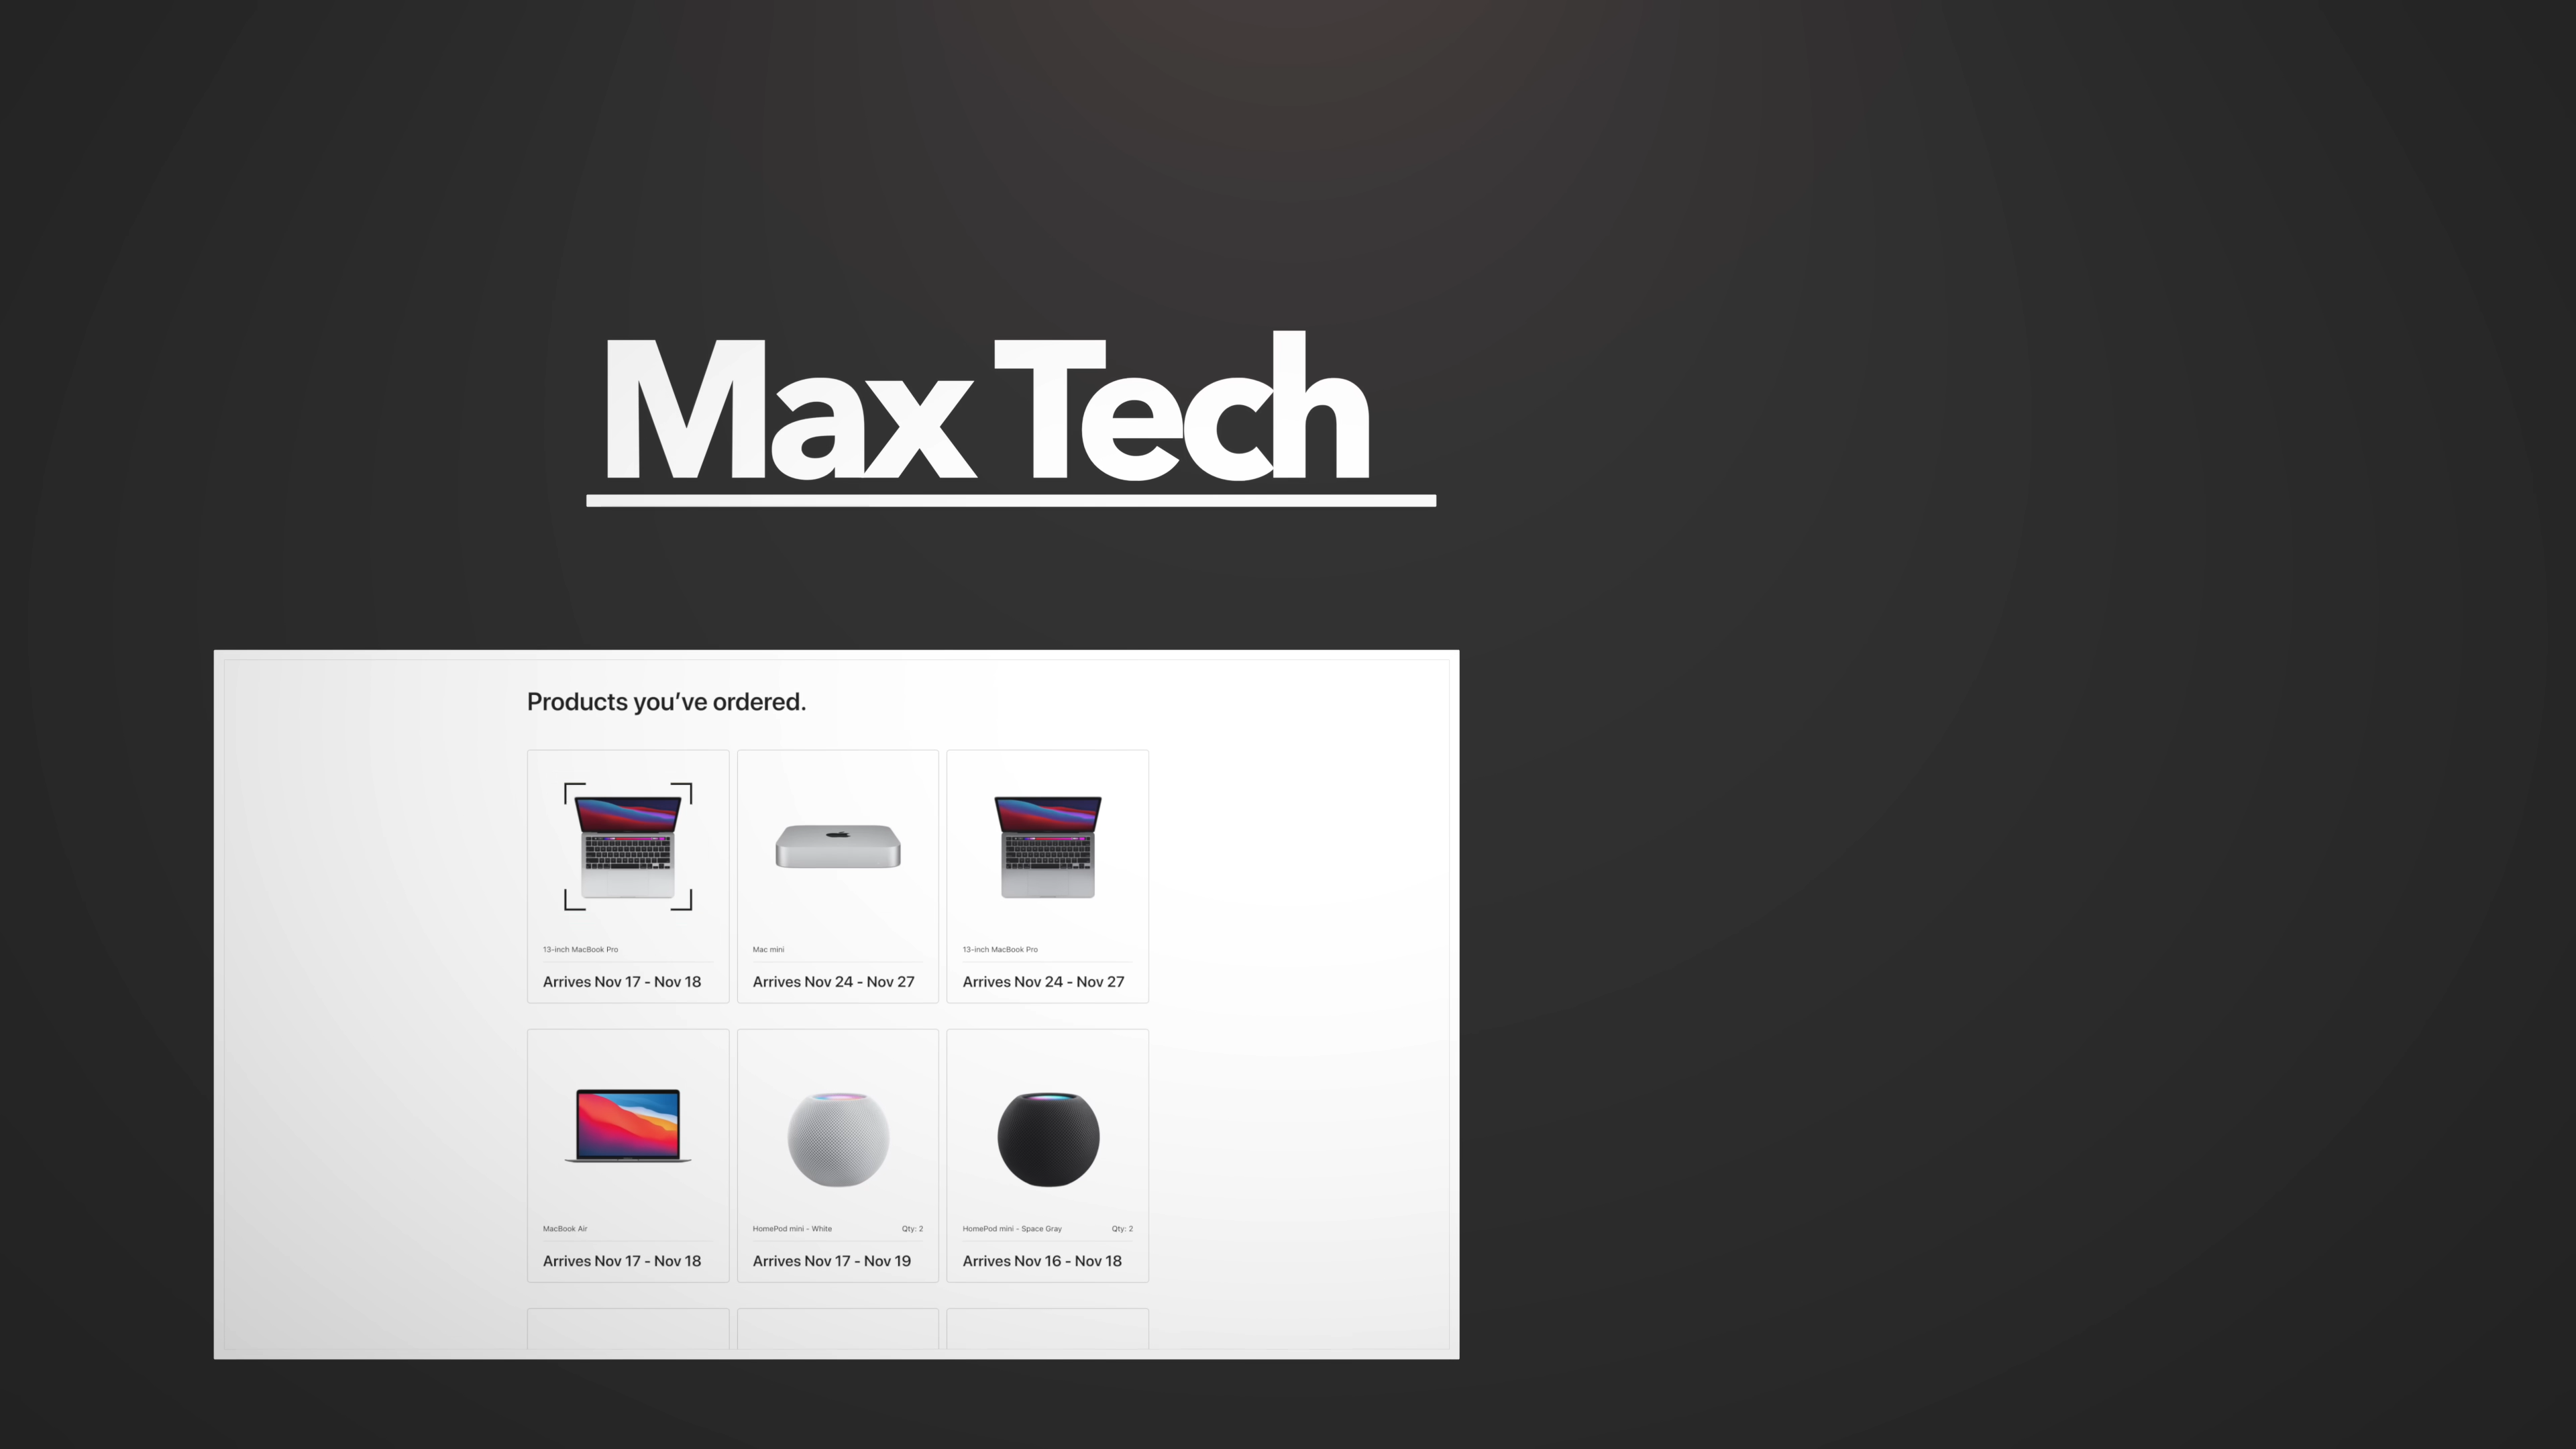 Max Tech
Products you’ve ordered.
13-inch MacBook Pro
Arrives Nov 17 - Nov 18
Mac mini
Arrives Nov 24 - Nov 27
13-inch MacBook Pro
Arrives Nov 24 - Nov 27
MacBook Air
Arrives Nov 17 - Nov 18
HomePod mini - White Qty: 2
Arrives Nov 17 - Nov 19
HomePod mini - Space Gray Qty: 2
Arrives Nov 16 - Nov 18